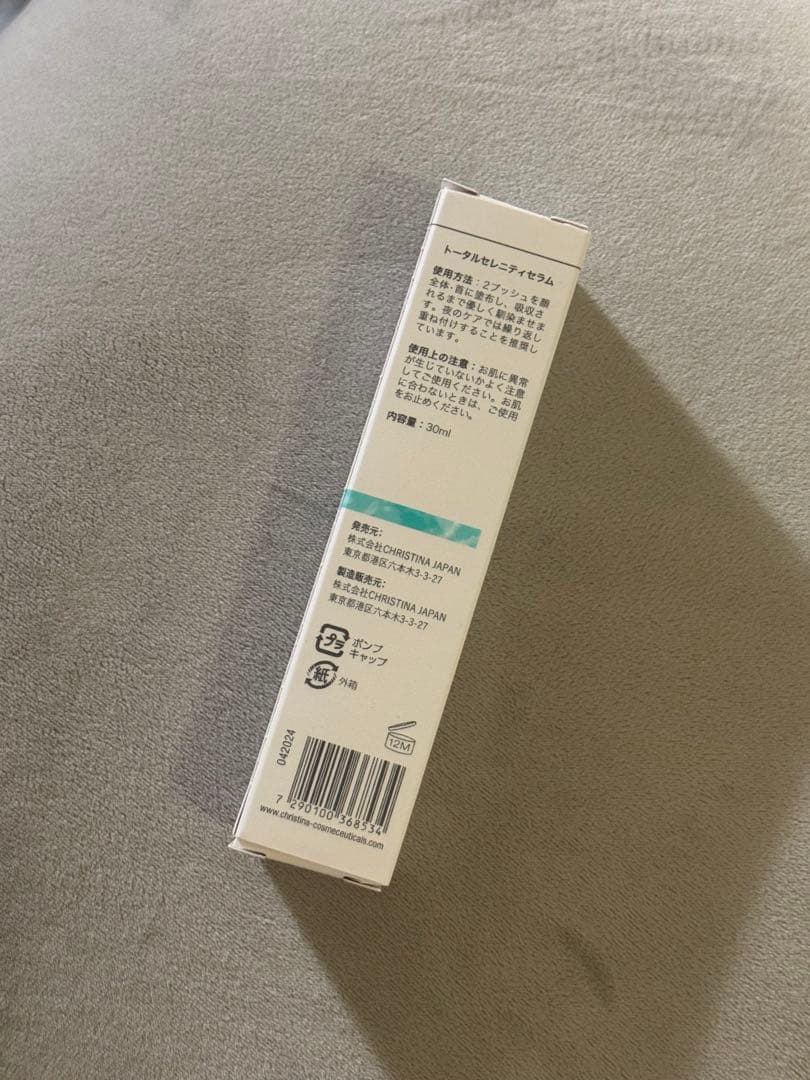 トータルセレニティセラム
使用方法：2プッシュを顔
全体・首に塗布し、吸収さ
れるまで優しく馴染ませま
す。夜のケアでは繰り返し
重ね付けすることを推奨し
ています。
使用上の注意：お肌に異常
が生じていないかよく注意
してご使用ください。お肌
に合わないときは、ご使用
をお止めください。
内容量：30ml
発売元：
株式会社CHRISTINA JAPAN
東京都港区六本木3-3-27
製造販売元：
株式会社CHRISTINA JAPAN
東京都港区六本木3-3-27
プラ ポンプ
キャップ
紙 外箱
12M
042024
7 290100 368534
www.christina-cosmeceuticals.com